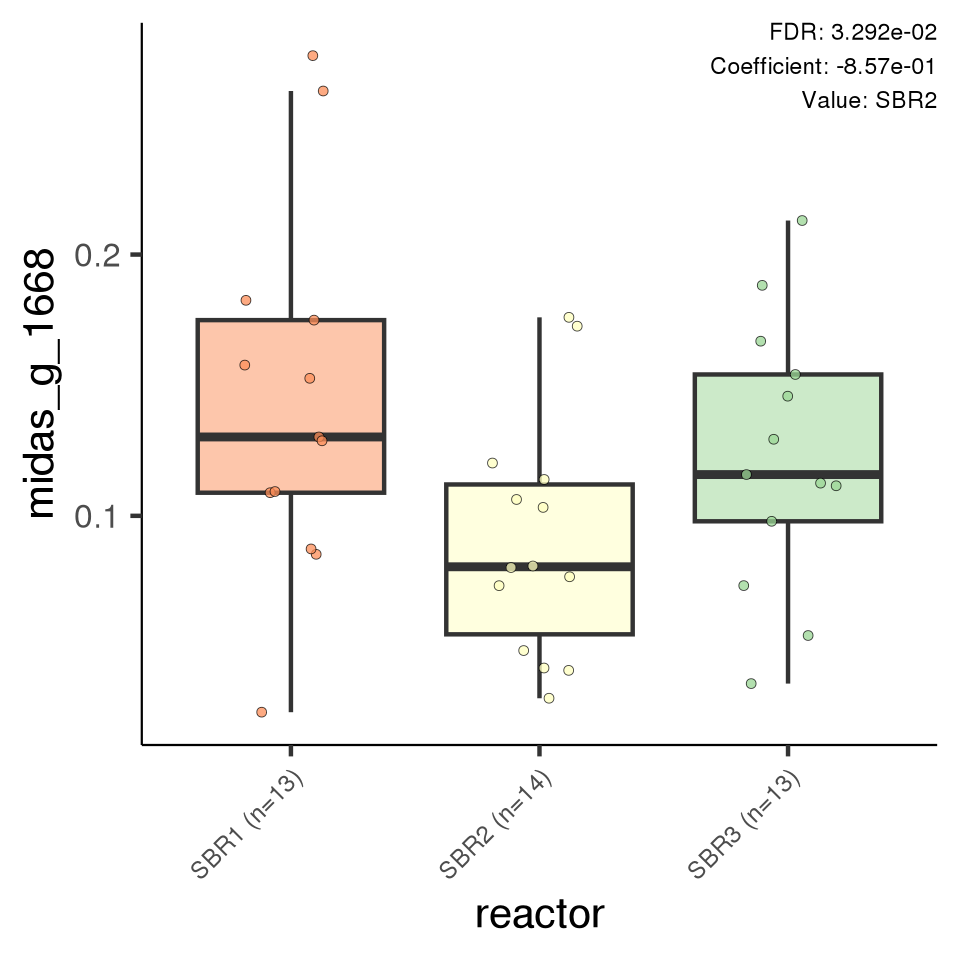 FDR: 3.292e-02
Coefficient: -8.57e-01
Value: SBR2
midas_g_1668
0.2
0.1
SBR1 (n=13)
SBR2 (n=14)
SBR3 (n=13)
reactor